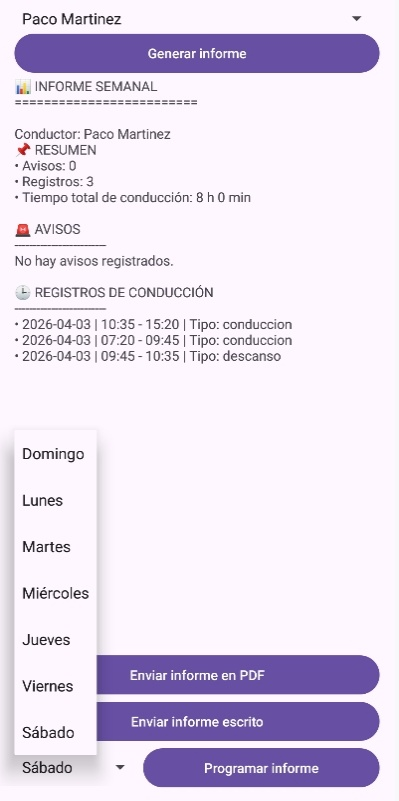 Paco Martinez
Generar informe
📊 INFORME SEMANAL
=========================
Conductor: Paco Martinez
📌 RESUMEN
• Avisos: 0
• Registros: 3
• Tiempo total de conducción: 8 h 0 min
🚨 AVISOS
-------------------------
No hay avisos registrados.
🕒 REGISTROS DE CONDUCCIÓN
-------------------------
• 2026-04-03 | 10:35 - 15:20 | Tipo: conduccion
• 2026-04-03 | 07:20 - 09:45 | Tipo: conduccion
• 2026-04-03 | 09:45 - 10:35 | Tipo: descanso
Domingo
Lunes
Martes
Miércoles
Jueves
Viernes
Sábado
Enviar informe en PDF
Enviar informe escrito
Sábado
Programar informe